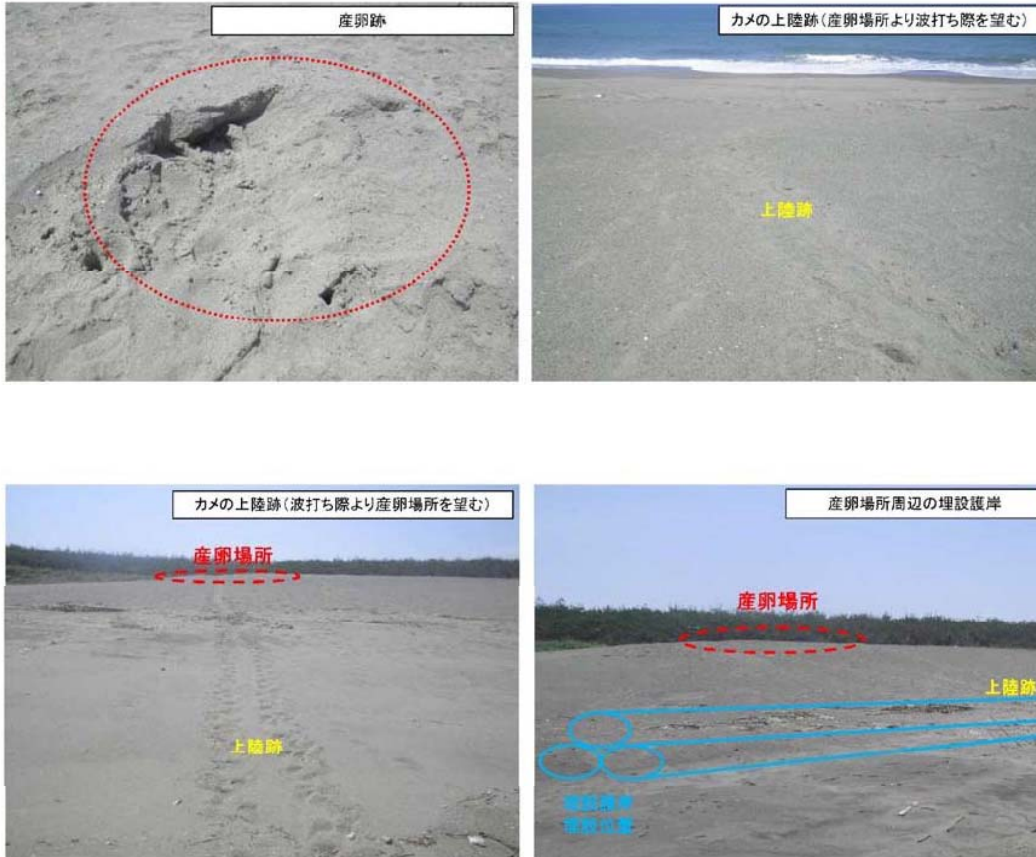 産卵跡
カメの上陸跡(産卵場所より波打ち際を望む)
上陸跡
カメの上陸跡(波打ち際より産卵場所を望む)
産卵場所
上陸跡
産卵場所周辺の埋設護岸
産卵場所
上陸跡